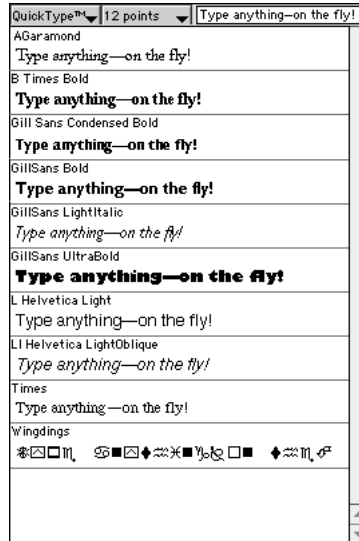 QuickType™ 12 points Type anything—on the fly!
AGaramond
Type anything—on the fly!
B Times Bold
Type anything—on the fly!
Gill Sans Condensed Bold
Type anything—on the fly!
GillSans Bold
Type anything—on the fly!
GillSans LightItalic
Type anything—on the fly!
GillSans UltraBold
Type anything—on the fly!
L Helvetica Light
Type anything—on the fly!
LI Helvetica LightOblique
Type anything—on the fly!
Times
Type anything—on the fly!
Wingdings